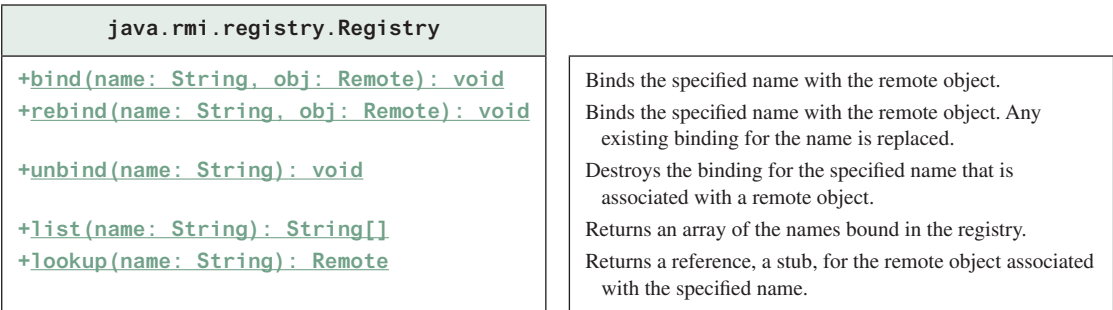 java.rmi.registry.Registry
+bind(name: String, obj: Remote): void
Binds the specified name with the remote object.
+rebind(name: String, obj: Remote): void
Binds the specified name with the remote object. Any
existing binding for the name is replaced.
+unbind(name: String): void
Destroys the binding for the specified name that is
associated with a remote object.
+list(name: String): String[]
Returns an array of the names bound in the registry.
+lookup(name: String): Remote
Returns a reference, a stub, for the remote object associated
with the specified name.